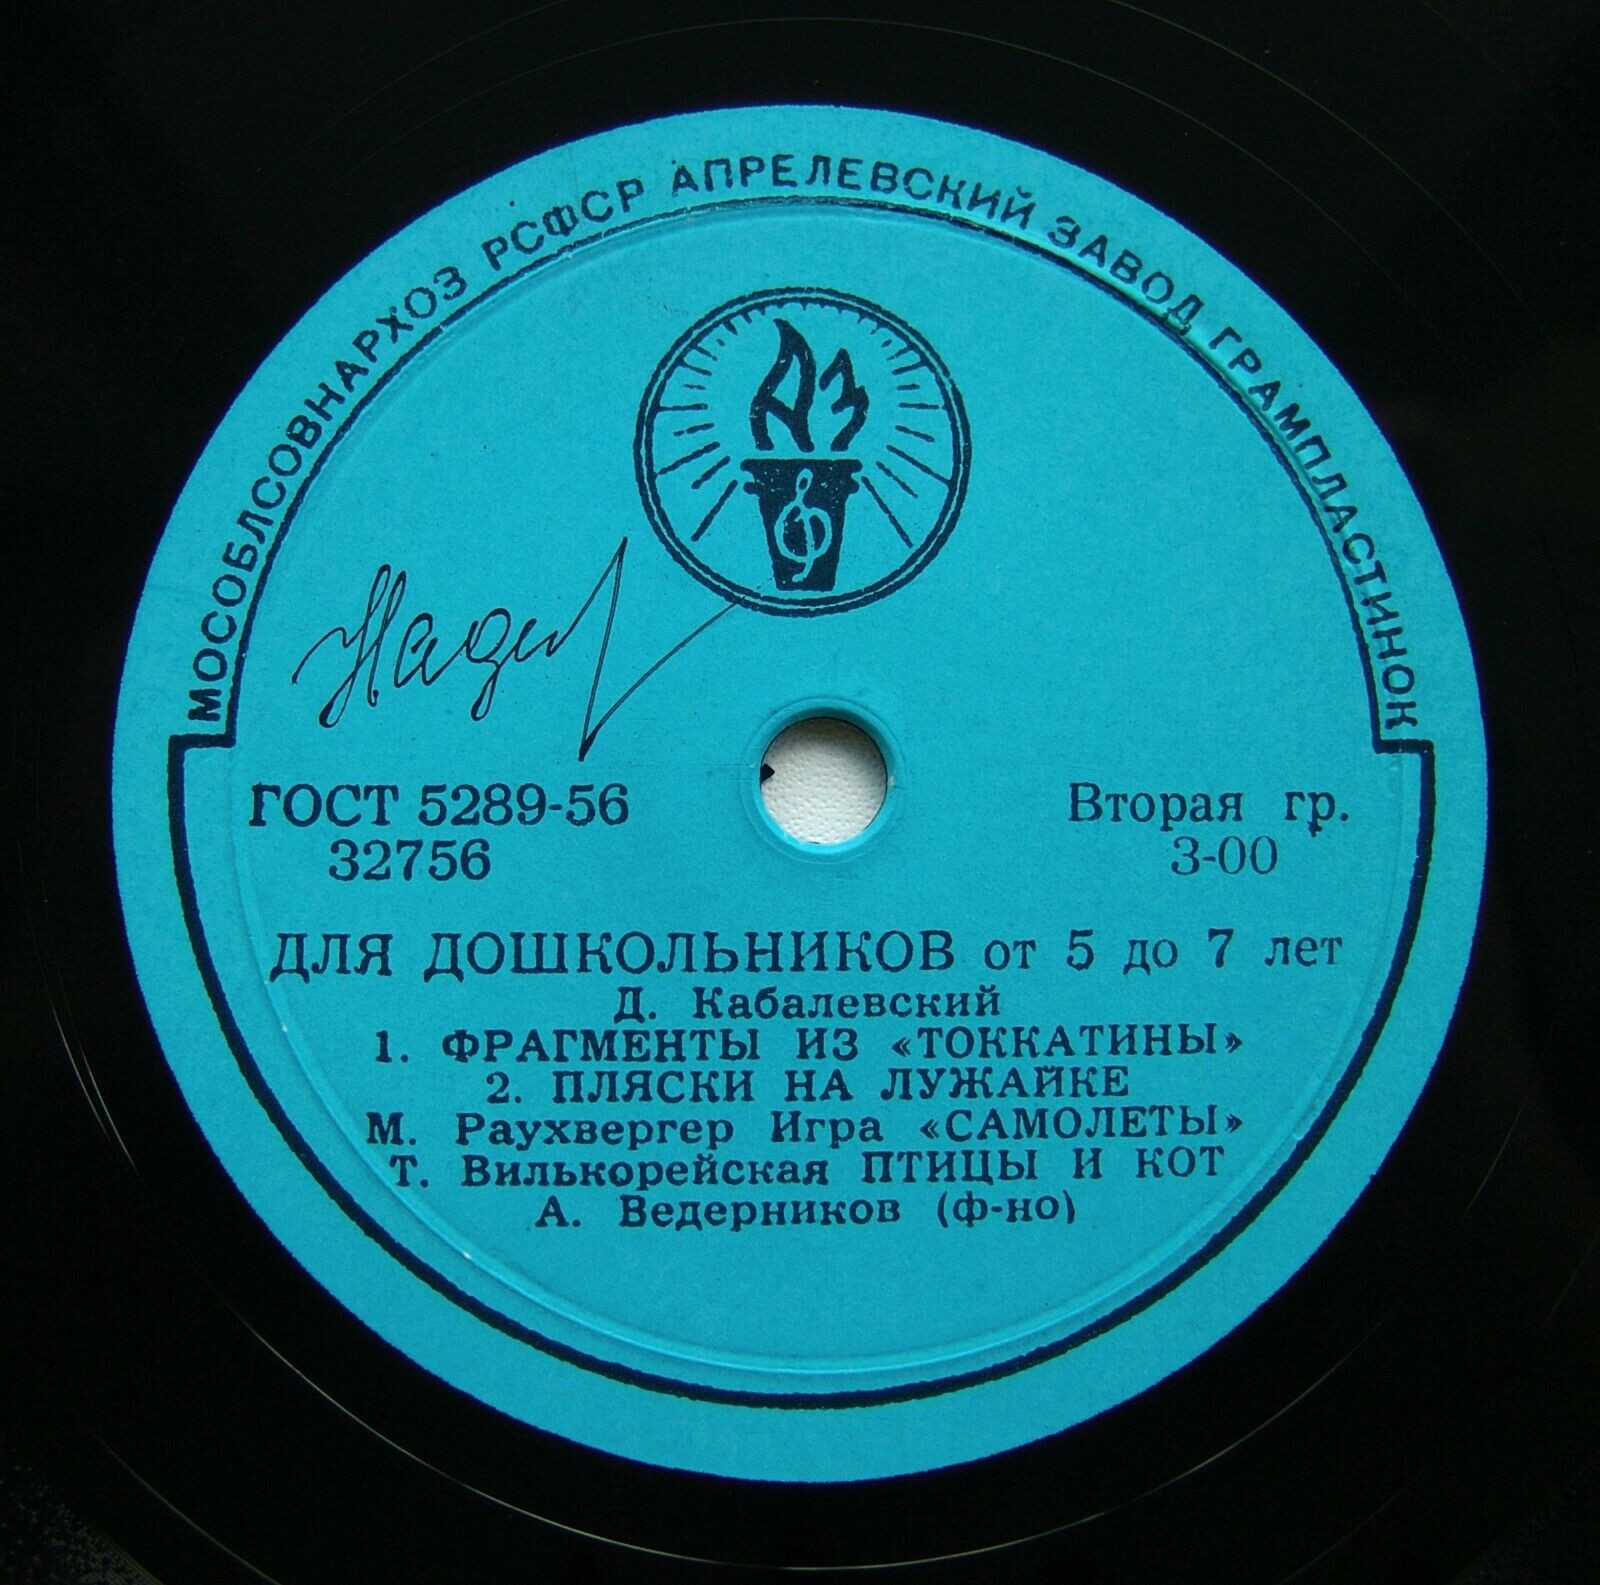 МОСОБЛСОВНАРХОЗ РСФСР АПРЕЛЕВСКИЙ ЗАВОД ГРАМПЛАСТИНОК
АЗ
ГОСТ 5289-56
32756
Вторая гр.
3-00
ДЛЯ ДОШКОЛЬНИКОВ от 5 до 7 лет
Д. Кабалевский
1. ФРАГМЕНТЫ ИЗ «ТОККАТИНЫ»
2. ПЛЯСКИ НА ЛУЖАЙКЕ
М. Раухвергер Игра «САМОЛЕТЫ»
Т. Вилькорейская ПТИЦЫ И КОТ
А. Ведерников (ф-но)